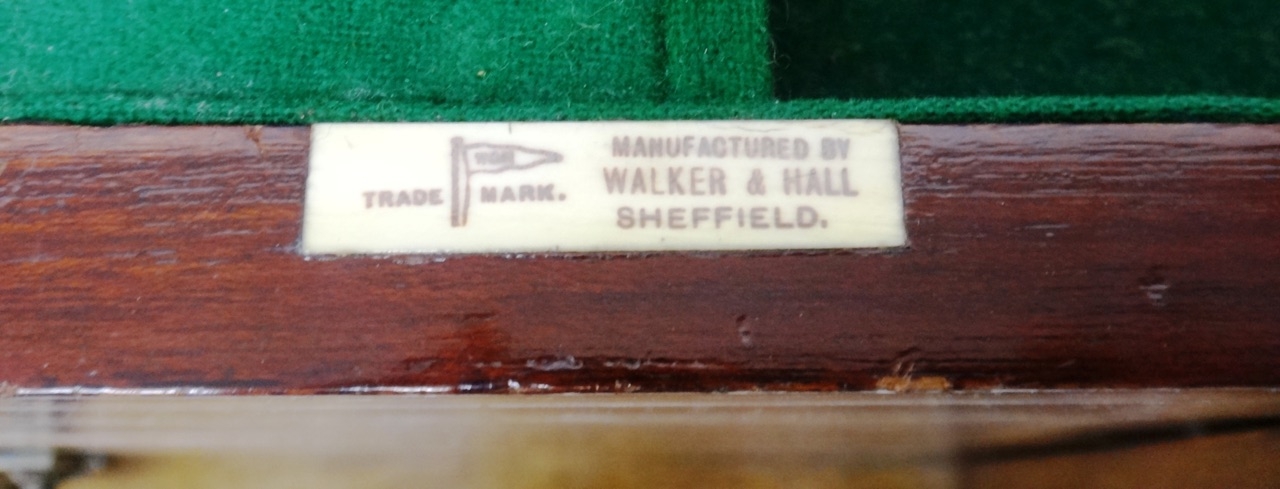 W&H
TRADE MARK.
MANUFACTURED BY
WALKER & HALL
SHEFFIELD.